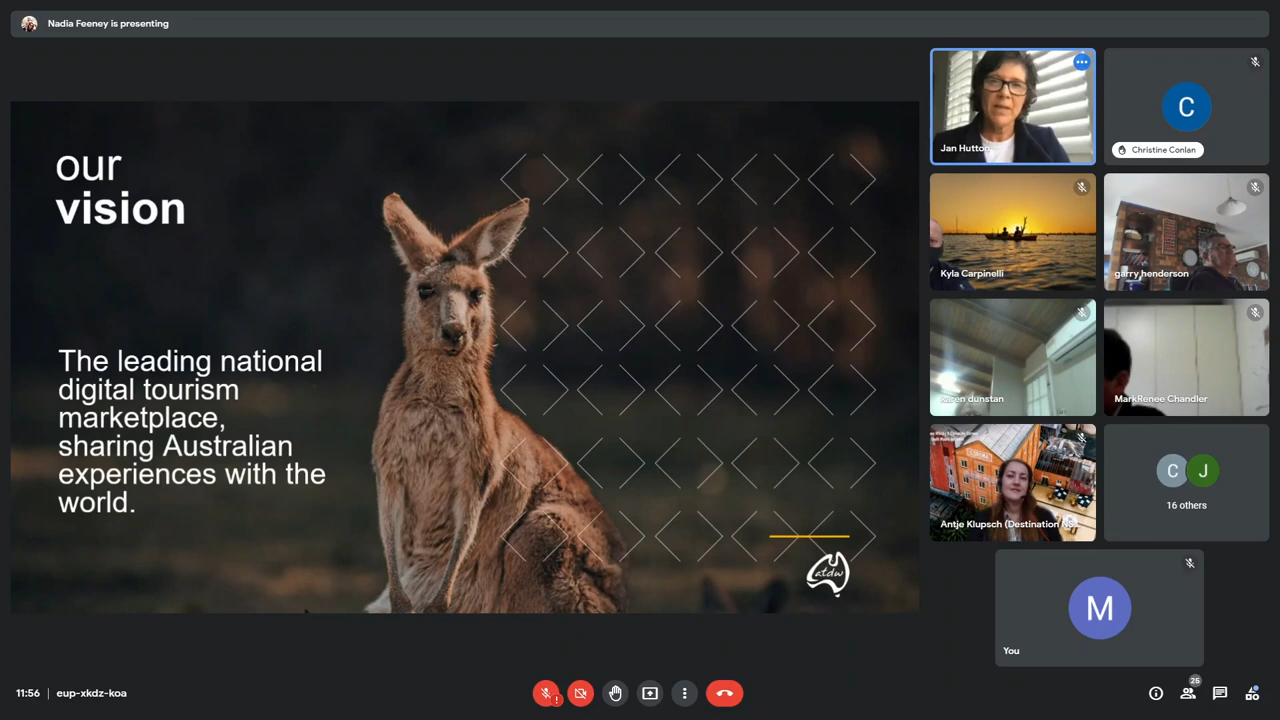 Nadia Feeney is presenting
our
vision
The leading national
digital tourism
marketplace,
sharing Australian
experiences with the
world.
atdw
Jan Hutton
C
Christine Conlan
Kyla Carpinelli
garry henderson
karen dunstan
MarkRenee Chandler
Antje Klupsch (Destination
C J
16 others
M
You
11:56 | eup-xkdz-koa
25